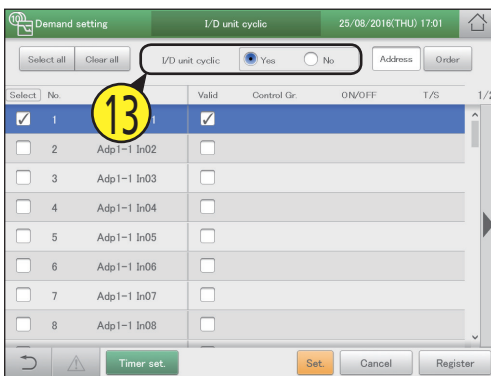 Demand setting I/D unit cyclic 25/08/2016(THU) 17:01
Select all Clear all I/D unit cyclic Yes No Address Order
Select No. Valid Control Gr. ON/OFF T/S 1/2
1 1
13
2 Adp1-1 In02
3 Adp1-1 In03
4 Adp1-1 In04
5 Adp1-1 In05
6 Adp1-1 In06
7 Adp1-1 In07
8 Adp1-1 In08
Timer set. Set. Cancel Register